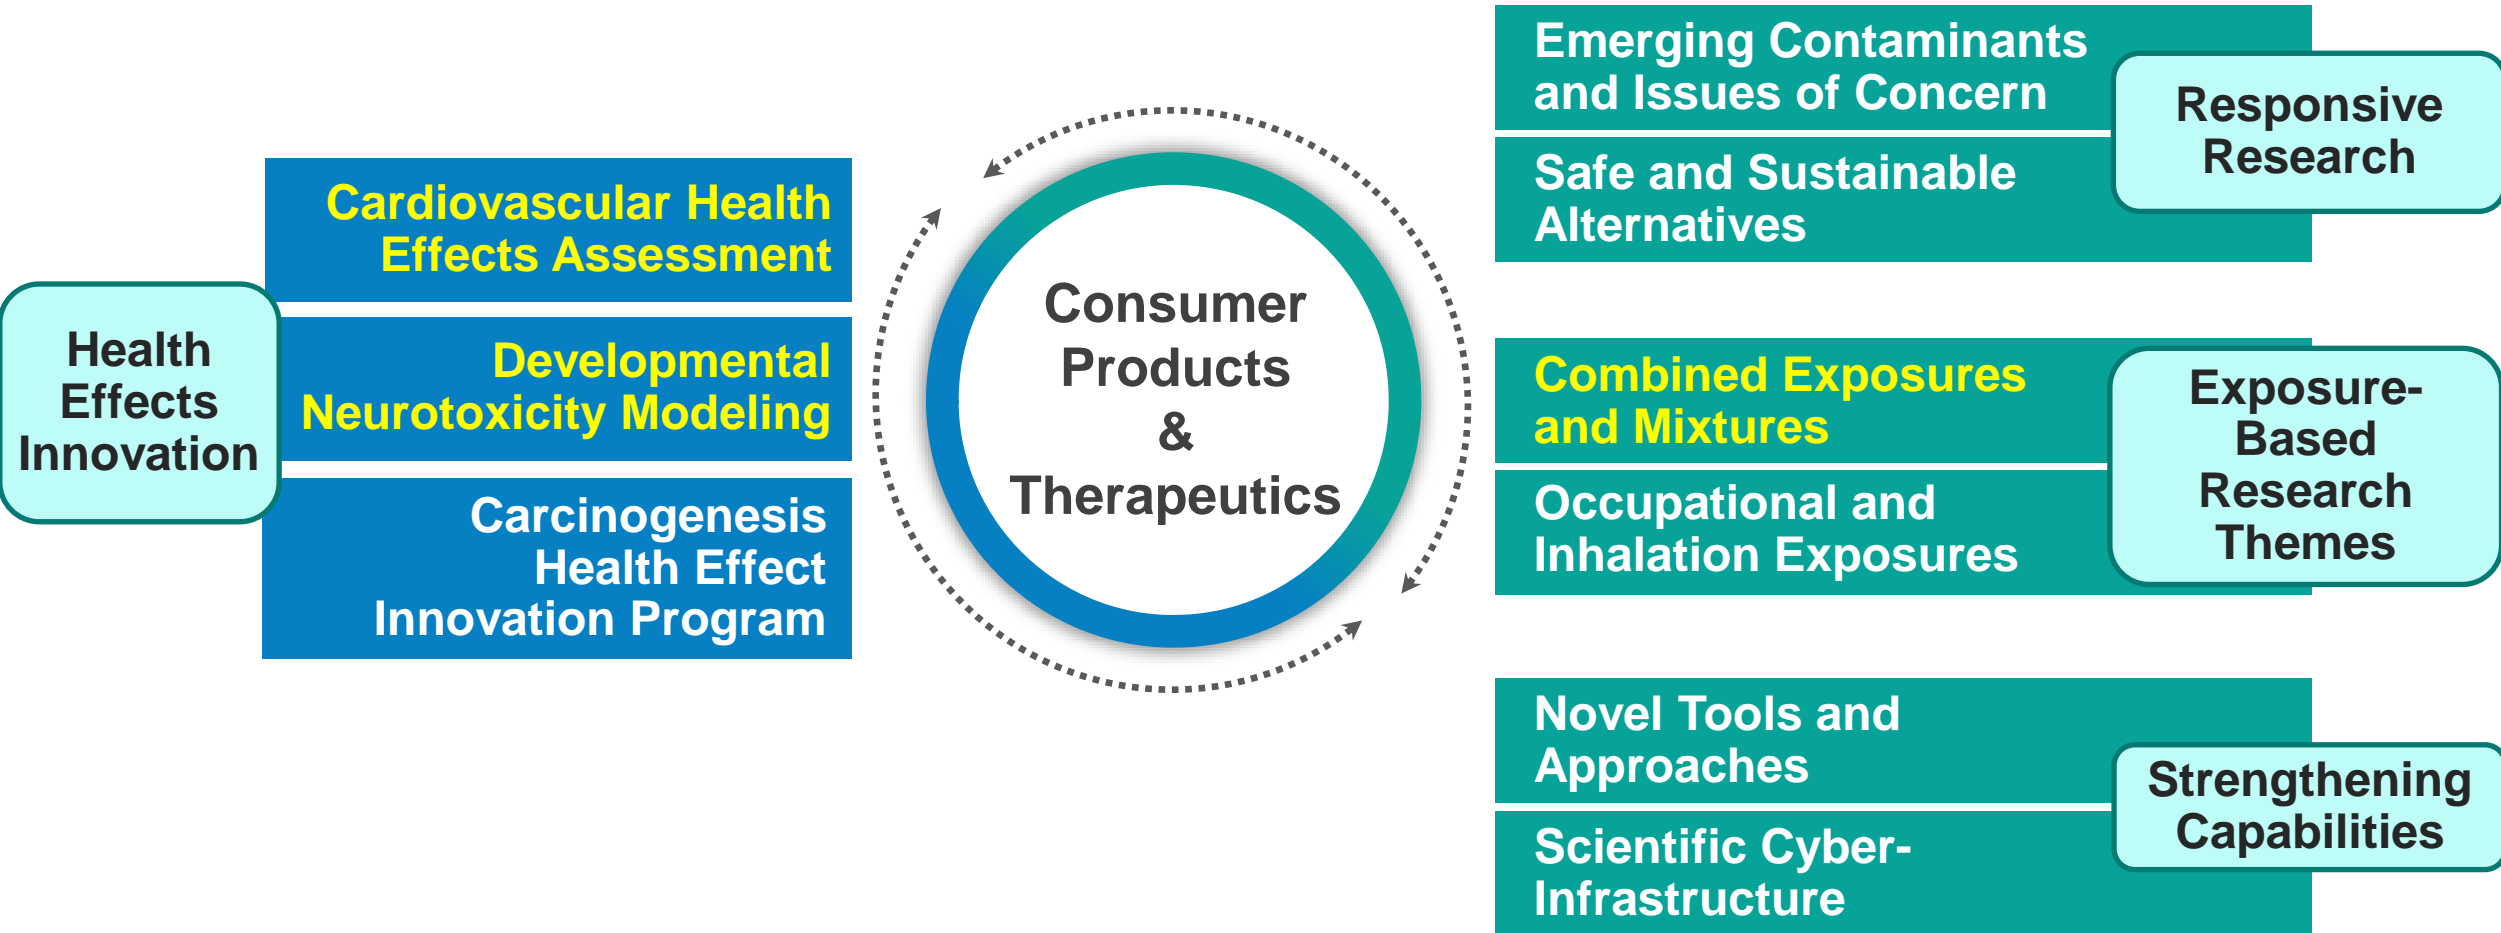 Health
Effects
Innovation
Cardiovascular Health
Effects Assessment
Developmental
Neurotoxicity Modeling
Carcinogenesis
Health Effect
Innovation Program
Consumer
Products
&
Therapeutics
Emerging Contaminants
and Issues of Concern
Safe and Sustainable
Alternatives
Responsive
Research
Combined Exposures
and Mixtures
Occupational and
Inhalation Exposures
Exposure-
Based
Research
Themes
Novel Tools and
Approaches
Scientific Cyber-
Infrastructure
Strengthening
Capabilities